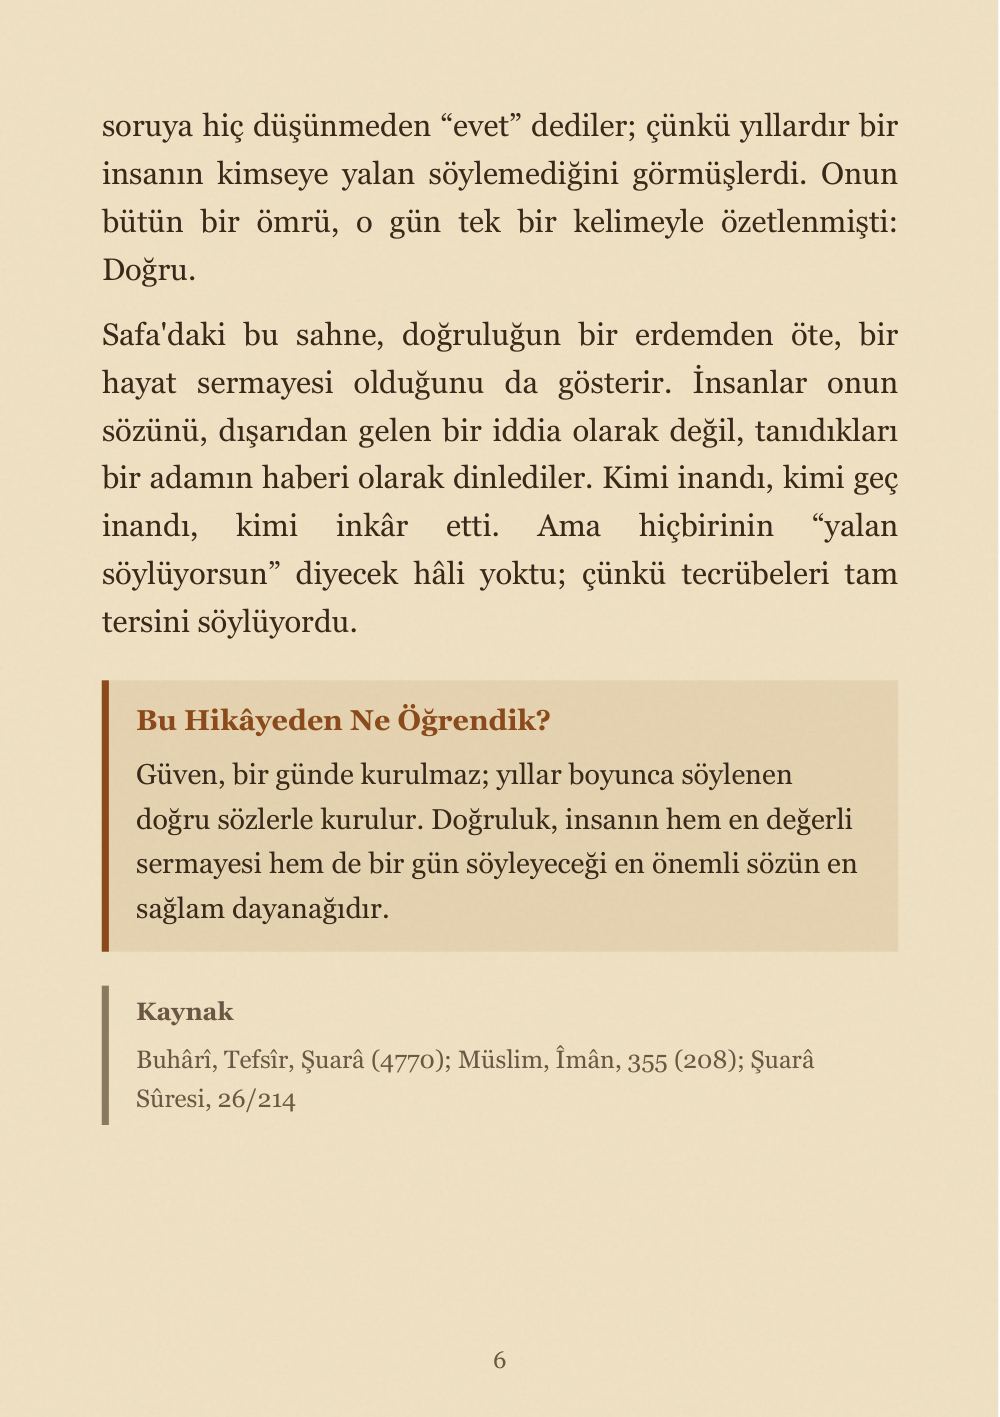 soruya hiç düşünmeden “evet” dediler; çünkü yıllardır bir
insanın kimseye yalan söylemediğini görmüşlerdi. Onun
bütün bir ömrü, o gün tek bir kelimeyle özetlenmişti:
Doğru.
Safa'daki bu sahne, doğruluğun bir erdemden öte, bir
hayat sermayesi olduğunu da gösterir. İnsanlar onun
sözünü, dışarıdan gelen bir iddia olarak değil, tanıdıkları
bir adamın haberi olarak dinlediler. Kimi inandı, kimi geç
inandı, kimi inkâr etti. Ama hiçbirinin “yalan
söylüyorsun” diyecek hâli yoktu; çünkü tecrübeleri tam
tersini söylüyordu.
Bu Hikâyeden Ne Öğrendik?
Güven, bir günde kurulmaz; yıllar boyunca söylenen
doğru sözlerle kurulur. Doğruluk, insanın hem en değerli
sermayesi hem de bir gün söyleyeceği en önemli sözün en
sağlam dayanağıdır.
Kaynak
Buhârî, Tefsîr, Şuarâ (4770); Müslim, Îmân, 355 (208); Şuarâ
Sûresi, 26/214
6